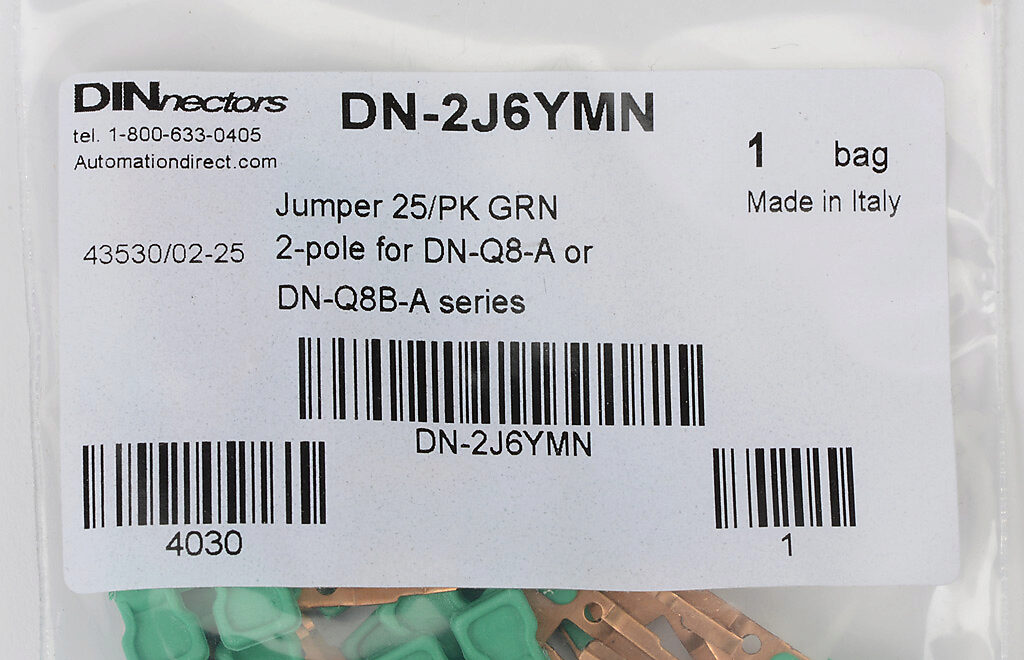 DINnectors
DN-2J6YMN
tel. 1-800-633-0405
Automationdirect.com
1 bag
Made in Italy
Jumper 25/PK GRN
43530/02-25
2-pole for DN-Q8-A or
DN-Q8B-A series
DN-2J6YMN
4030
1